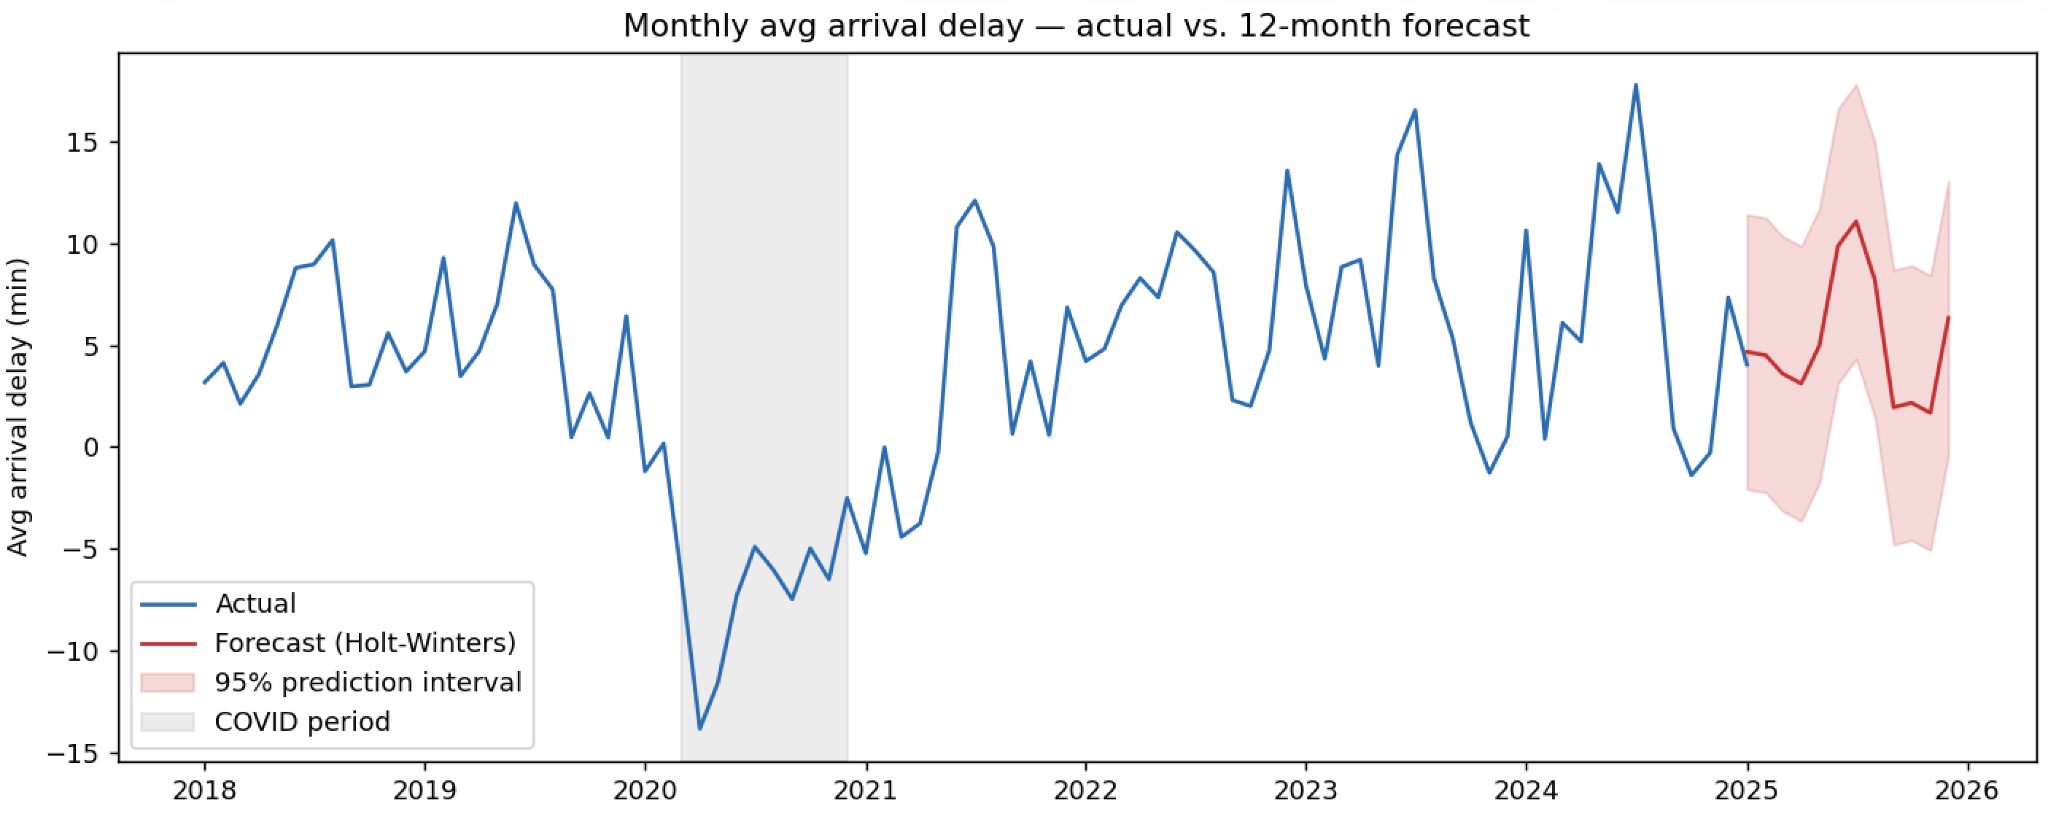 Monthly avg arrival delay — actual vs. 12-month forecast
Avg arrival delay (min)
15
10
5
0
−5
−10
−15
Actual
Forecast (Holt-Winters)
95% prediction interval
COVID period
2018 2019 2020 2021 2022 2023 2024 2025 2026